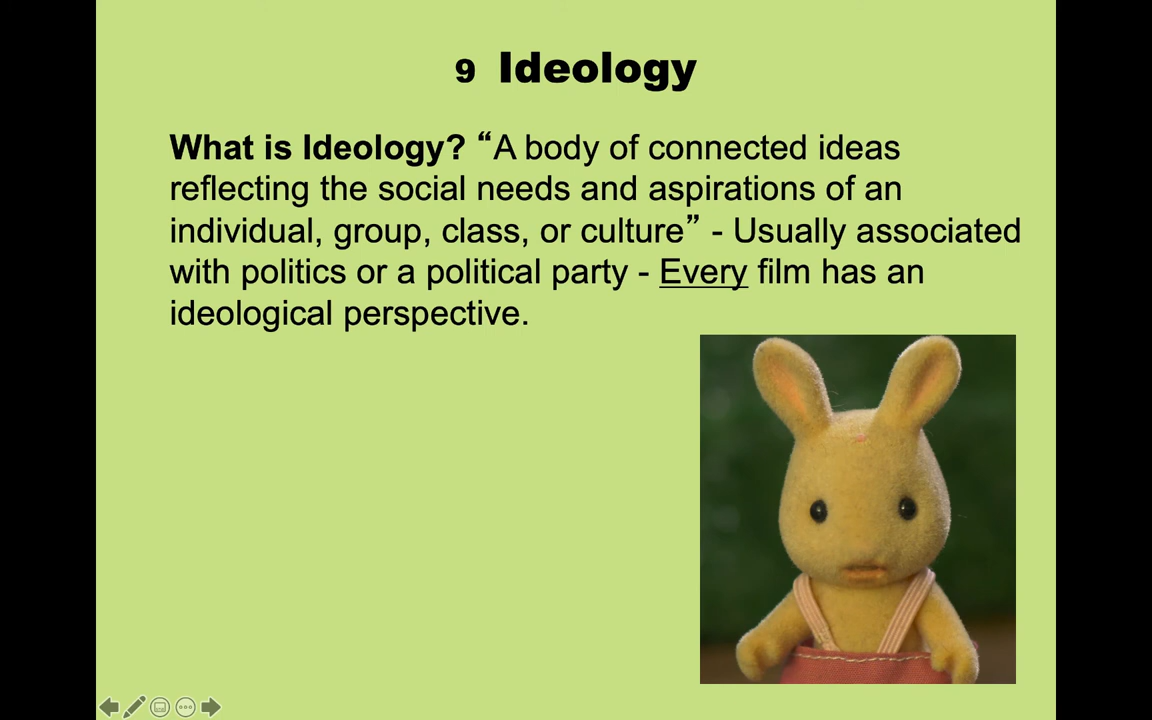 9 Ideology
What is Ideology? “A body of connected ideas
reflecting the social needs and aspirations of an
individual, group, class, or culture” - Usually associated
with politics or a political party - Every film has an
ideological perspective.